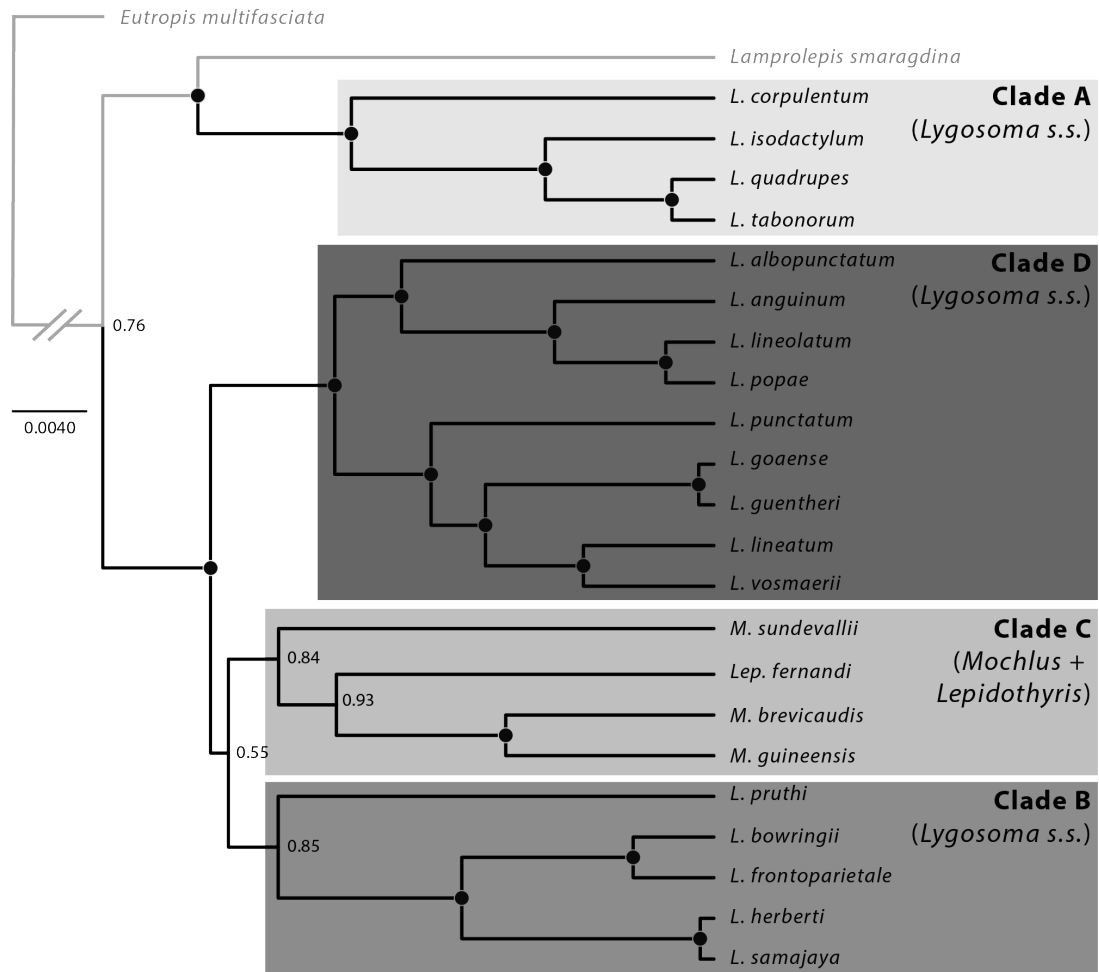 Eutropis multifasciata
Lamprolepis smaragdina
L. corpulentum
Clade A
(Lygosoma s.s.)
L. isodactylum
L. quadrupes
L. tabonorum
L. albopunctatum
Clade D
(Lygosoma s.s.)
L. anguinum
0.76
L. lineolatum
L. popae
0.0040
L. punctatum
L. goaense
L. guentheri
L. lineatum
L. vosmaerii
M. sundevallii
Clade C
(Mochlus +
Lepidothyris)
0.84
Lep. fernandi
0.93
M. brevicaudis
0.55
M. guineensis
L. pruthi
Clade B
(Lygosoma s.s.)
L. bowringii
0.85
L. frontoparietale
L. herberti
L. samajaya